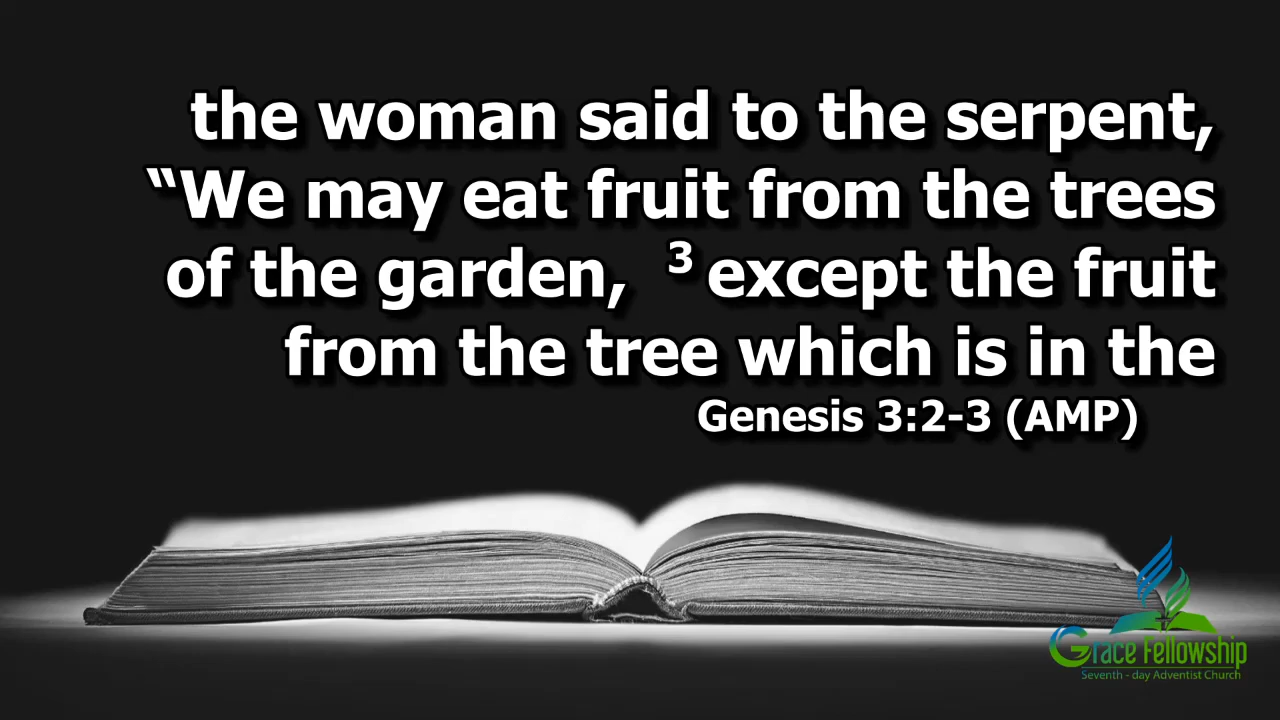 the woman said to the serpent,
“We may eat fruit from the trees
of the garden, 3 except the fruit
from the tree which is in the
Genesis 3:2-3 (AMP)
Grace Fellowship
Seventh - day Adventist Church